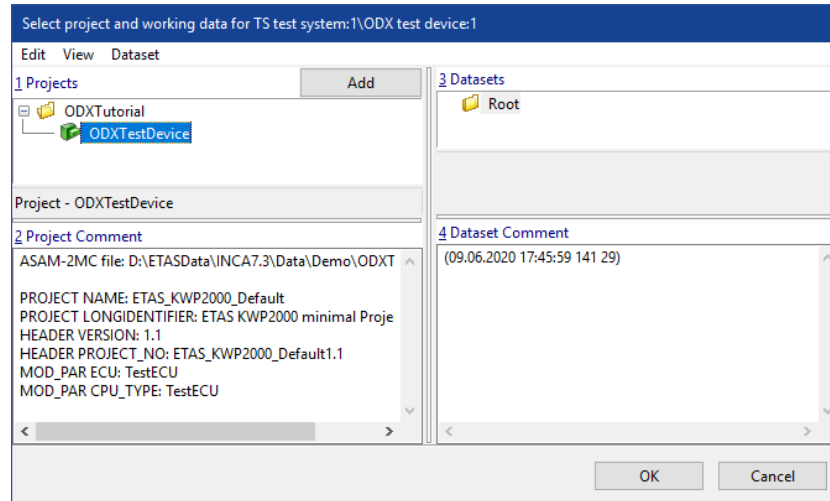 Select project and working data for TS test system:1\ODX test device:1
Edit View Dataset
1 Projects
Add
ODXTutorial
ODXTestDevice
Project - ODXTestDevice
2 Project Comment
ASAM-2MC file: D:\ETASData\INCA7.3\Data\Demo\ODXT
PROJECT NAME: ETAS_KWP2000_Default
PROJECT LONGIDENTIFIER: ETAS KWP2000 minimal Proje
HEADER VERSION: 1.1
HEADER PROJECT_NO: ETAS_KWP2000_Default1.1
MOD_PAR ECU: TestECU
MOD_PAR CPU_TYPE: TestECU
3 Datasets
Root
4 Dataset Comment
(09.06.2020 17:45:59 141 29)
OK
Cancel